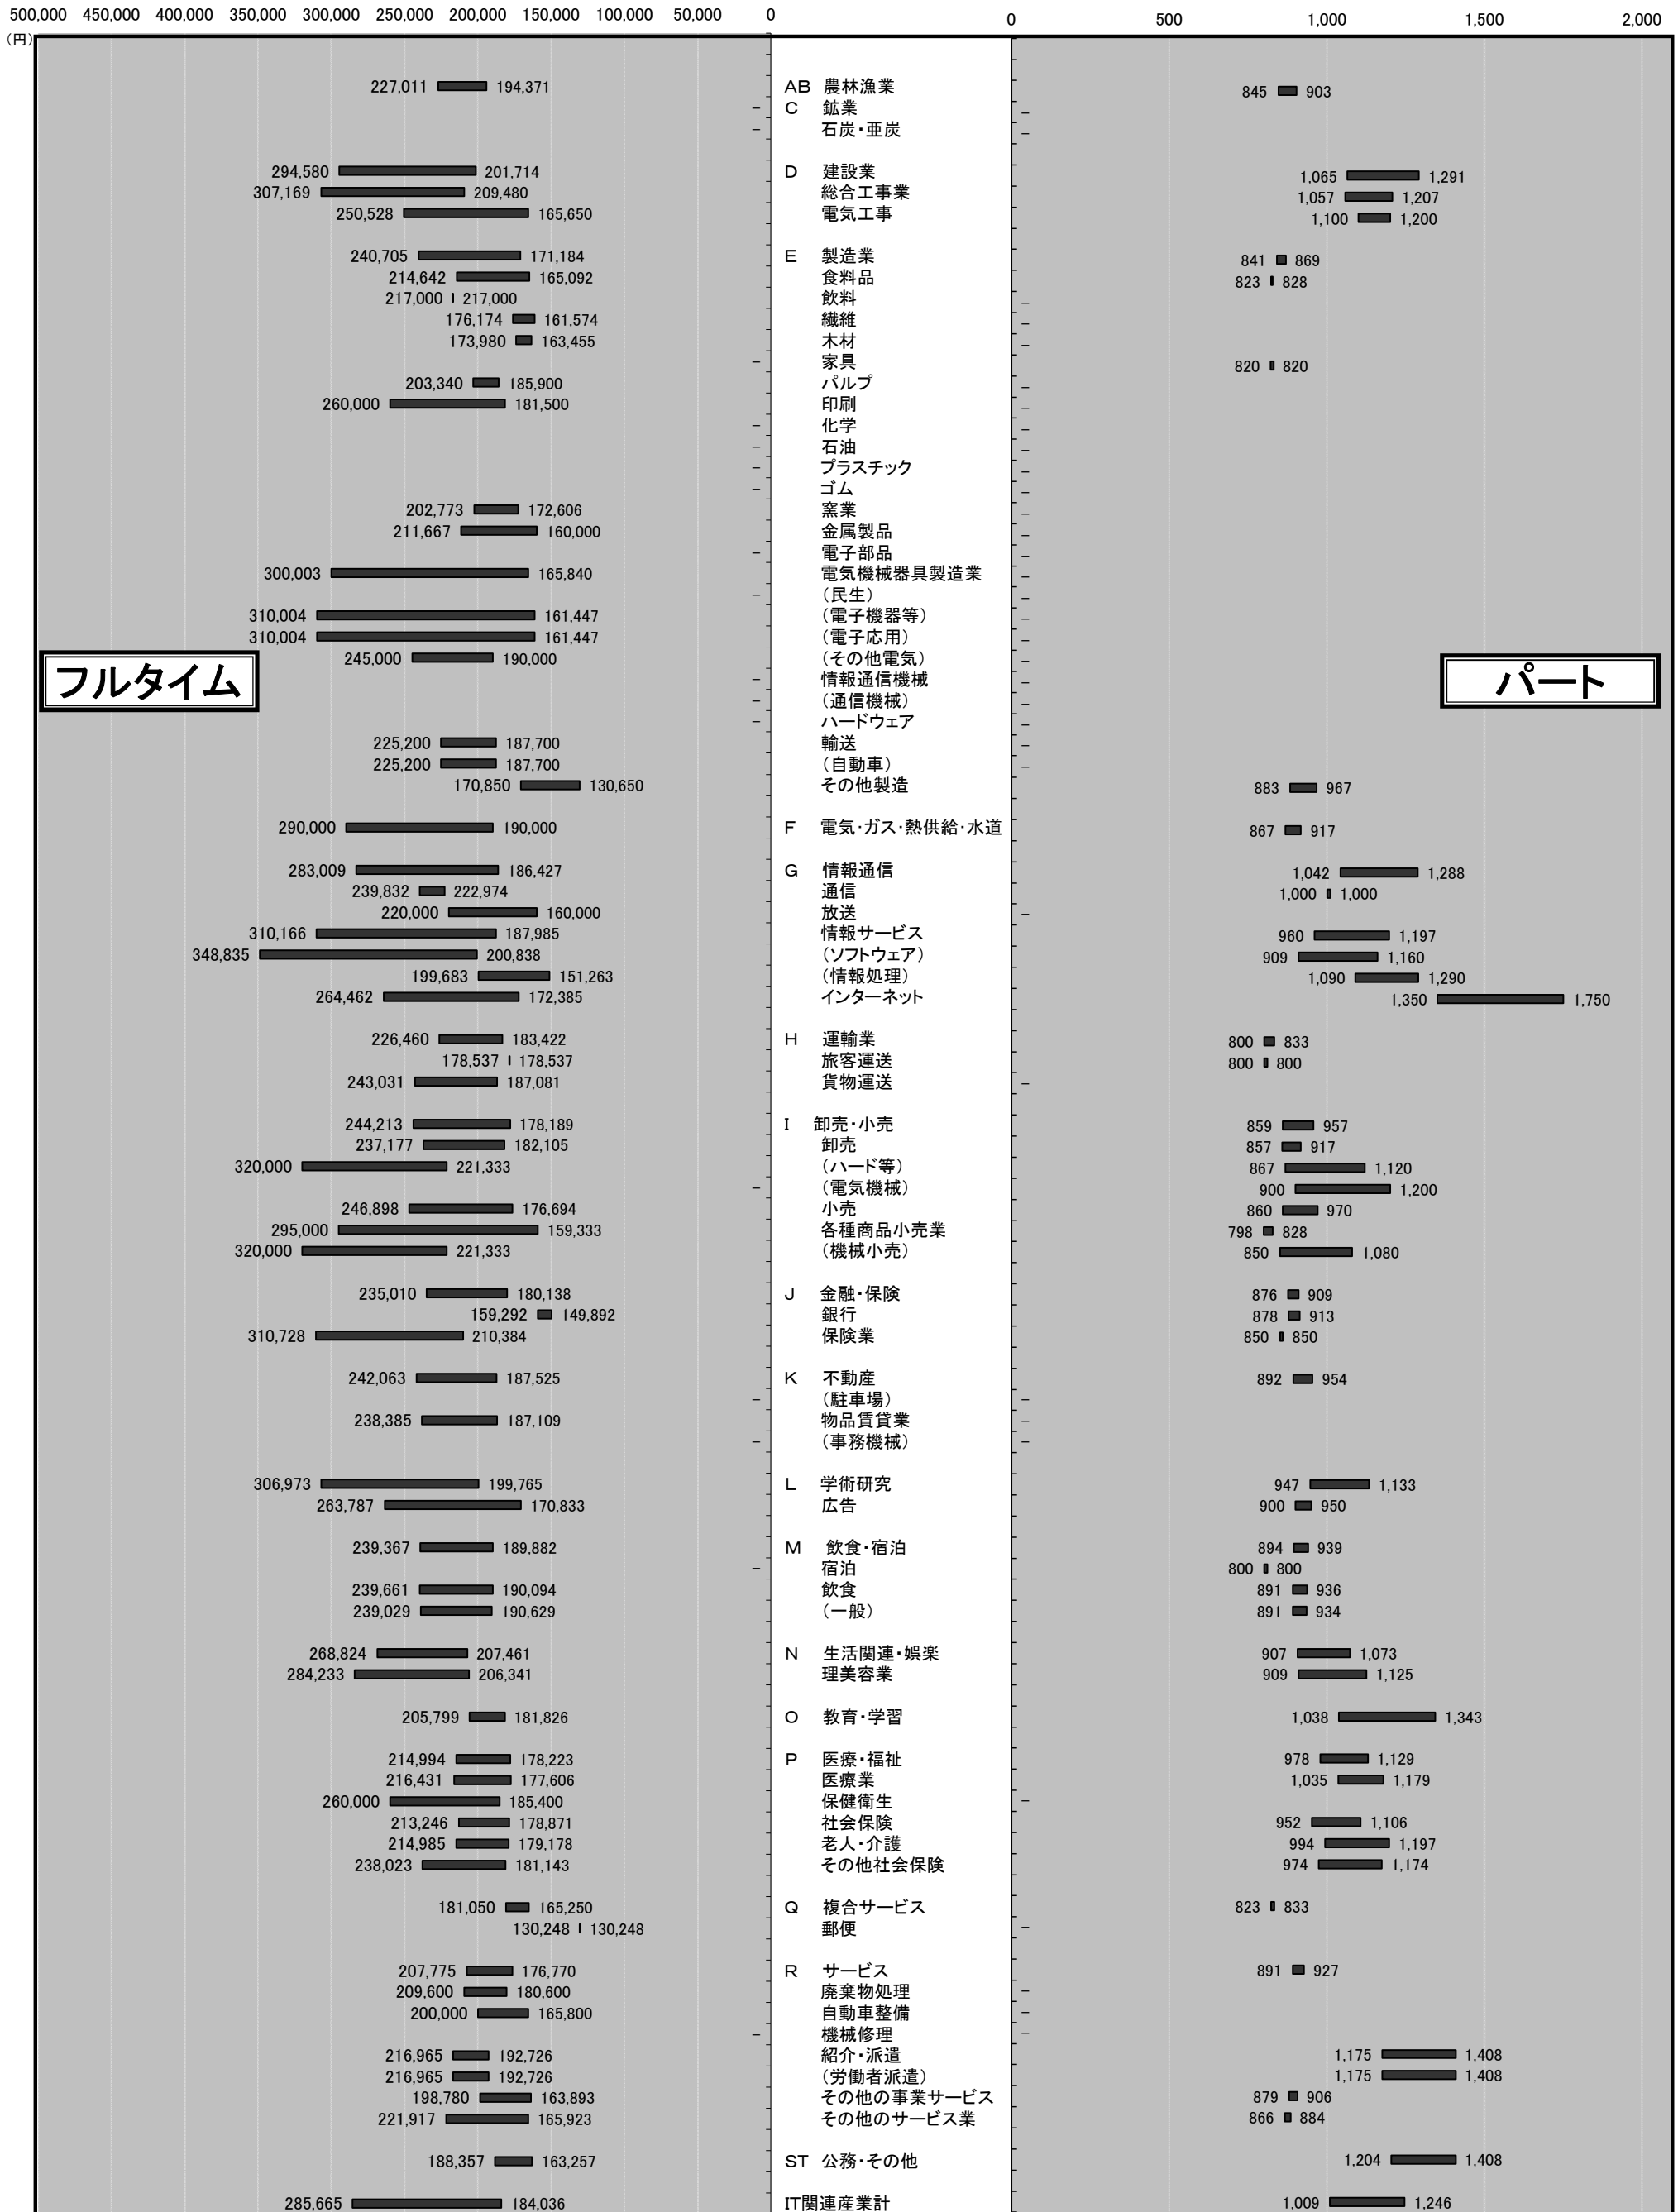 500,000 450,000 400,000 350,000 300,000 250,000 200,000 150,000 100,000 50,000 0 0 500 1,000 1,500 2,000
(円)
227,011 194,371 AB 農林漁業 845 903
– C 鉱業 –
– 石炭・亜炭 –
294,580 201,714 D 建設業 1,065 1,291
307,169 209,480 総合工事業 1,057 1,207
250,528 165,650 電気工事 1,100 1,200
240,705 171,184 E 製造業 841 869
214,642 165,092 食料品 823 828
217,000 217,000 飲料 –
176,174 161,574 繊維 –
173,980 163,455 木材 –
– 家具 820 820
203,340 185,900 パルプ –
260,000 181,500 印刷 –
– 化学 –
– 石油 –
– プラスチック –
– ゴム –
202,773 172,606 窯業 –
211,667 160,000 金属製品 –
– 電子部品 –
300,003 165,840 電気機械器具製造業 –
– (民生) –
310,004 161,447 (電子機器等) –
310,004 161,447 (電子応用) –
245,000 190,000 (その他電気) –
フルタイム
パート
– 情報通信機械 –
– (通信機械) –
– ハードウェア –
225,200 187,700 輸送 –
225,200 187,700 (自動車) –
170,850 130,650 その他製造 883 967
290,000 190,000 F 電気・ガス・熱供給・水道 867 917
283,009 186,427 G 情報通信 1,042 1,288
239,832 222,974 通信 1,000 1,000
220,000 160,000 放送 –
310,166 187,985 情報サービス 960 1,197
348,835 200,838 (ソフトウェア) 909 1,160
199,683 151,263 (情報処理) 1,090 1,290
264,462 172,385 インターネット 1,350 1,750
226,460 183,422 H 運輸業 800 833
178,537 178,537 旅客運送 800 800
243,031 187,081 貨物運送 –
244,213 178,189 I 卸売・小売 859 957
237,177 182,105 卸売 857 917
320,000 221,333 (ハード等) 867 1,120
– (電気機械) 900 1,200
246,898 176,694 小売 860 970
295,000 159,333 各種商品小売業 798 828
320,000 221,333 (機械小売) 850 1,080
235,010 180,138 J 金融・保険 876 909
159,292 149,892 銀行 878 913
310,728 210,384 保険業 850 850
242,063 187,525 K 不動産 892 954
– (駐車場) –
238,385 187,109 物品賃貸業 –
– (事務機械) –
306,973 199,765 L 学術研究 947 1,133
263,787 170,833 広告 900 950
239,367 189,882 M 飲食・宿泊 894 939
– 宿泊 800 800
239,661 190,094 飲食 891 936
239,029 190,629 (一般) 891 934
268,824 207,461 N 生活関連・娯楽 907 1,073
284,233 206,341 理美容業 909 1,125
205,799 181,826 O 教育・学習 1,038 1,343
214,994 178,223 P 医療・福祉 978 1,129
216,431 177,606 医療業 1,035 1,179
260,000 185,400 保健衛生 –
213,246 178,871 社会保険 952 1,106
214,985 179,178 老人・介護 994 1,197
238,023 181,143 その他社会保険 974 1,174
181,050 165,250 Q 複合サービス 823 833
130,248 130,248 郵便 –
207,775 176,770 R サービス 891 927
209,600 180,600 廃棄物処理 –
200,000 165,800 自動車整備 –
– 機械修理 –
216,965 192,726 紹介・派遣 1,175 1,408
216,965 192,726 (労働者派遣) 1,175 1,408
198,780 163,893 その他の事業サービス 879 906
221,917 165,923 その他のサービス業 866 884
188,357 163,257 ST 公務・その他 1,204 1,408
285,665 184,036 IT関連産業計 1,009 1,246